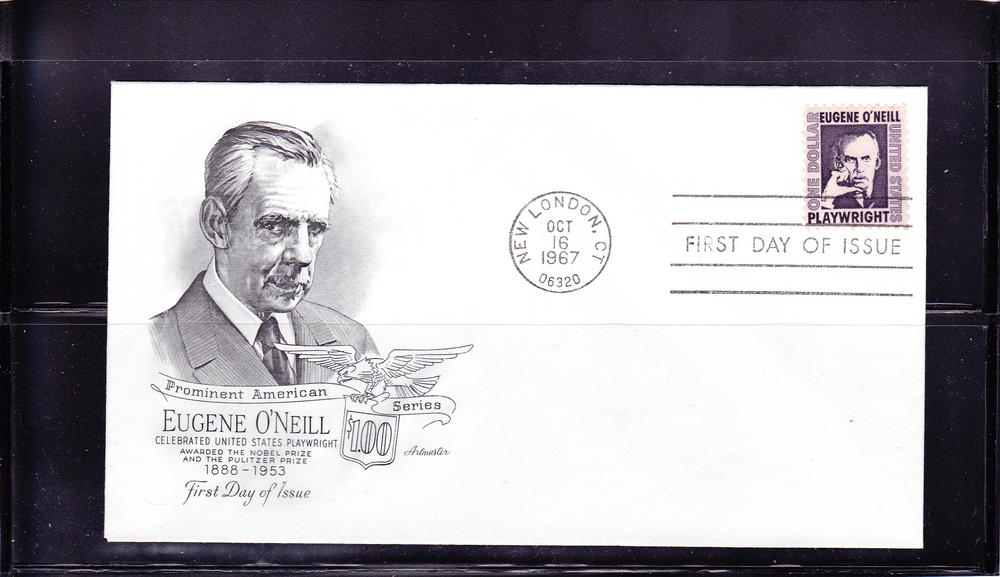 EUGENE O'NEILL
ONE DOLLAR
UNITED STATES
PLAYWRIGHT
NEW LONDON, CT
OCT
16
1967
06320
FIRST DAY OF ISSUE
Prominent American
Series
EUGENE O'NEILL
$1.00
CELEBRATED UNITED STATES PLAYWRIGHT
AWARDED THE NOBEL PRIZE
AND THE PULITZER PRIZE
1888-1953
First Day of Issue
Artmaster